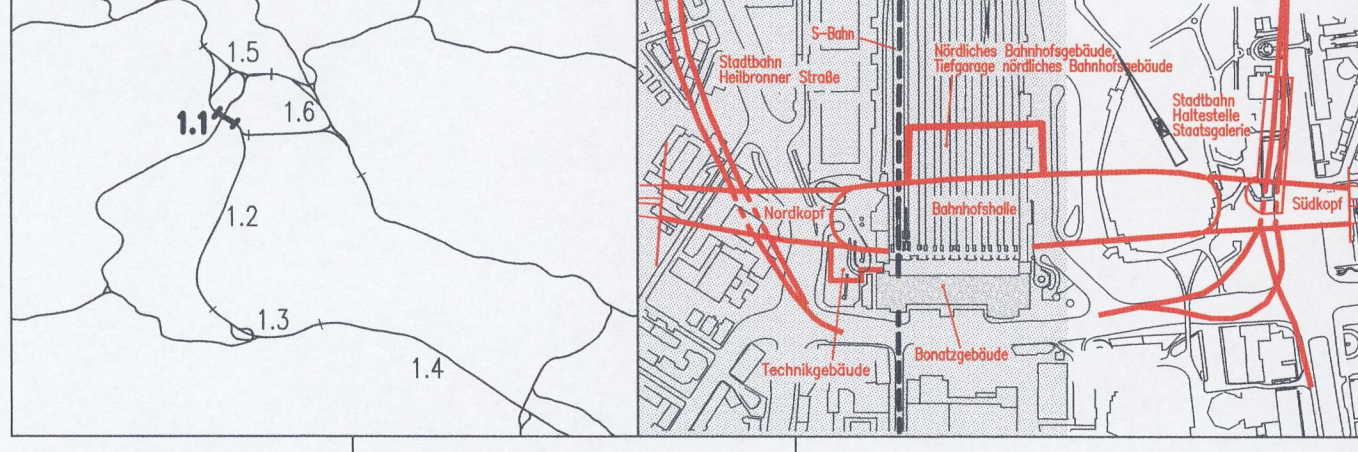 1.5
1.6
1.1
1.2
1.3
1.4
S-Bahn
Stadtbahn
Heilbronner Straße
Nördliches Bahnhofsgebäude,
Tiefgarage nördliches Bahnhofsgebäude
Stadtbahn
Haltestelle
Staatsgalerie
Nordkopf
Bahnhofshalle
Südkopf
Technikgebäude
Bonatzgebäude